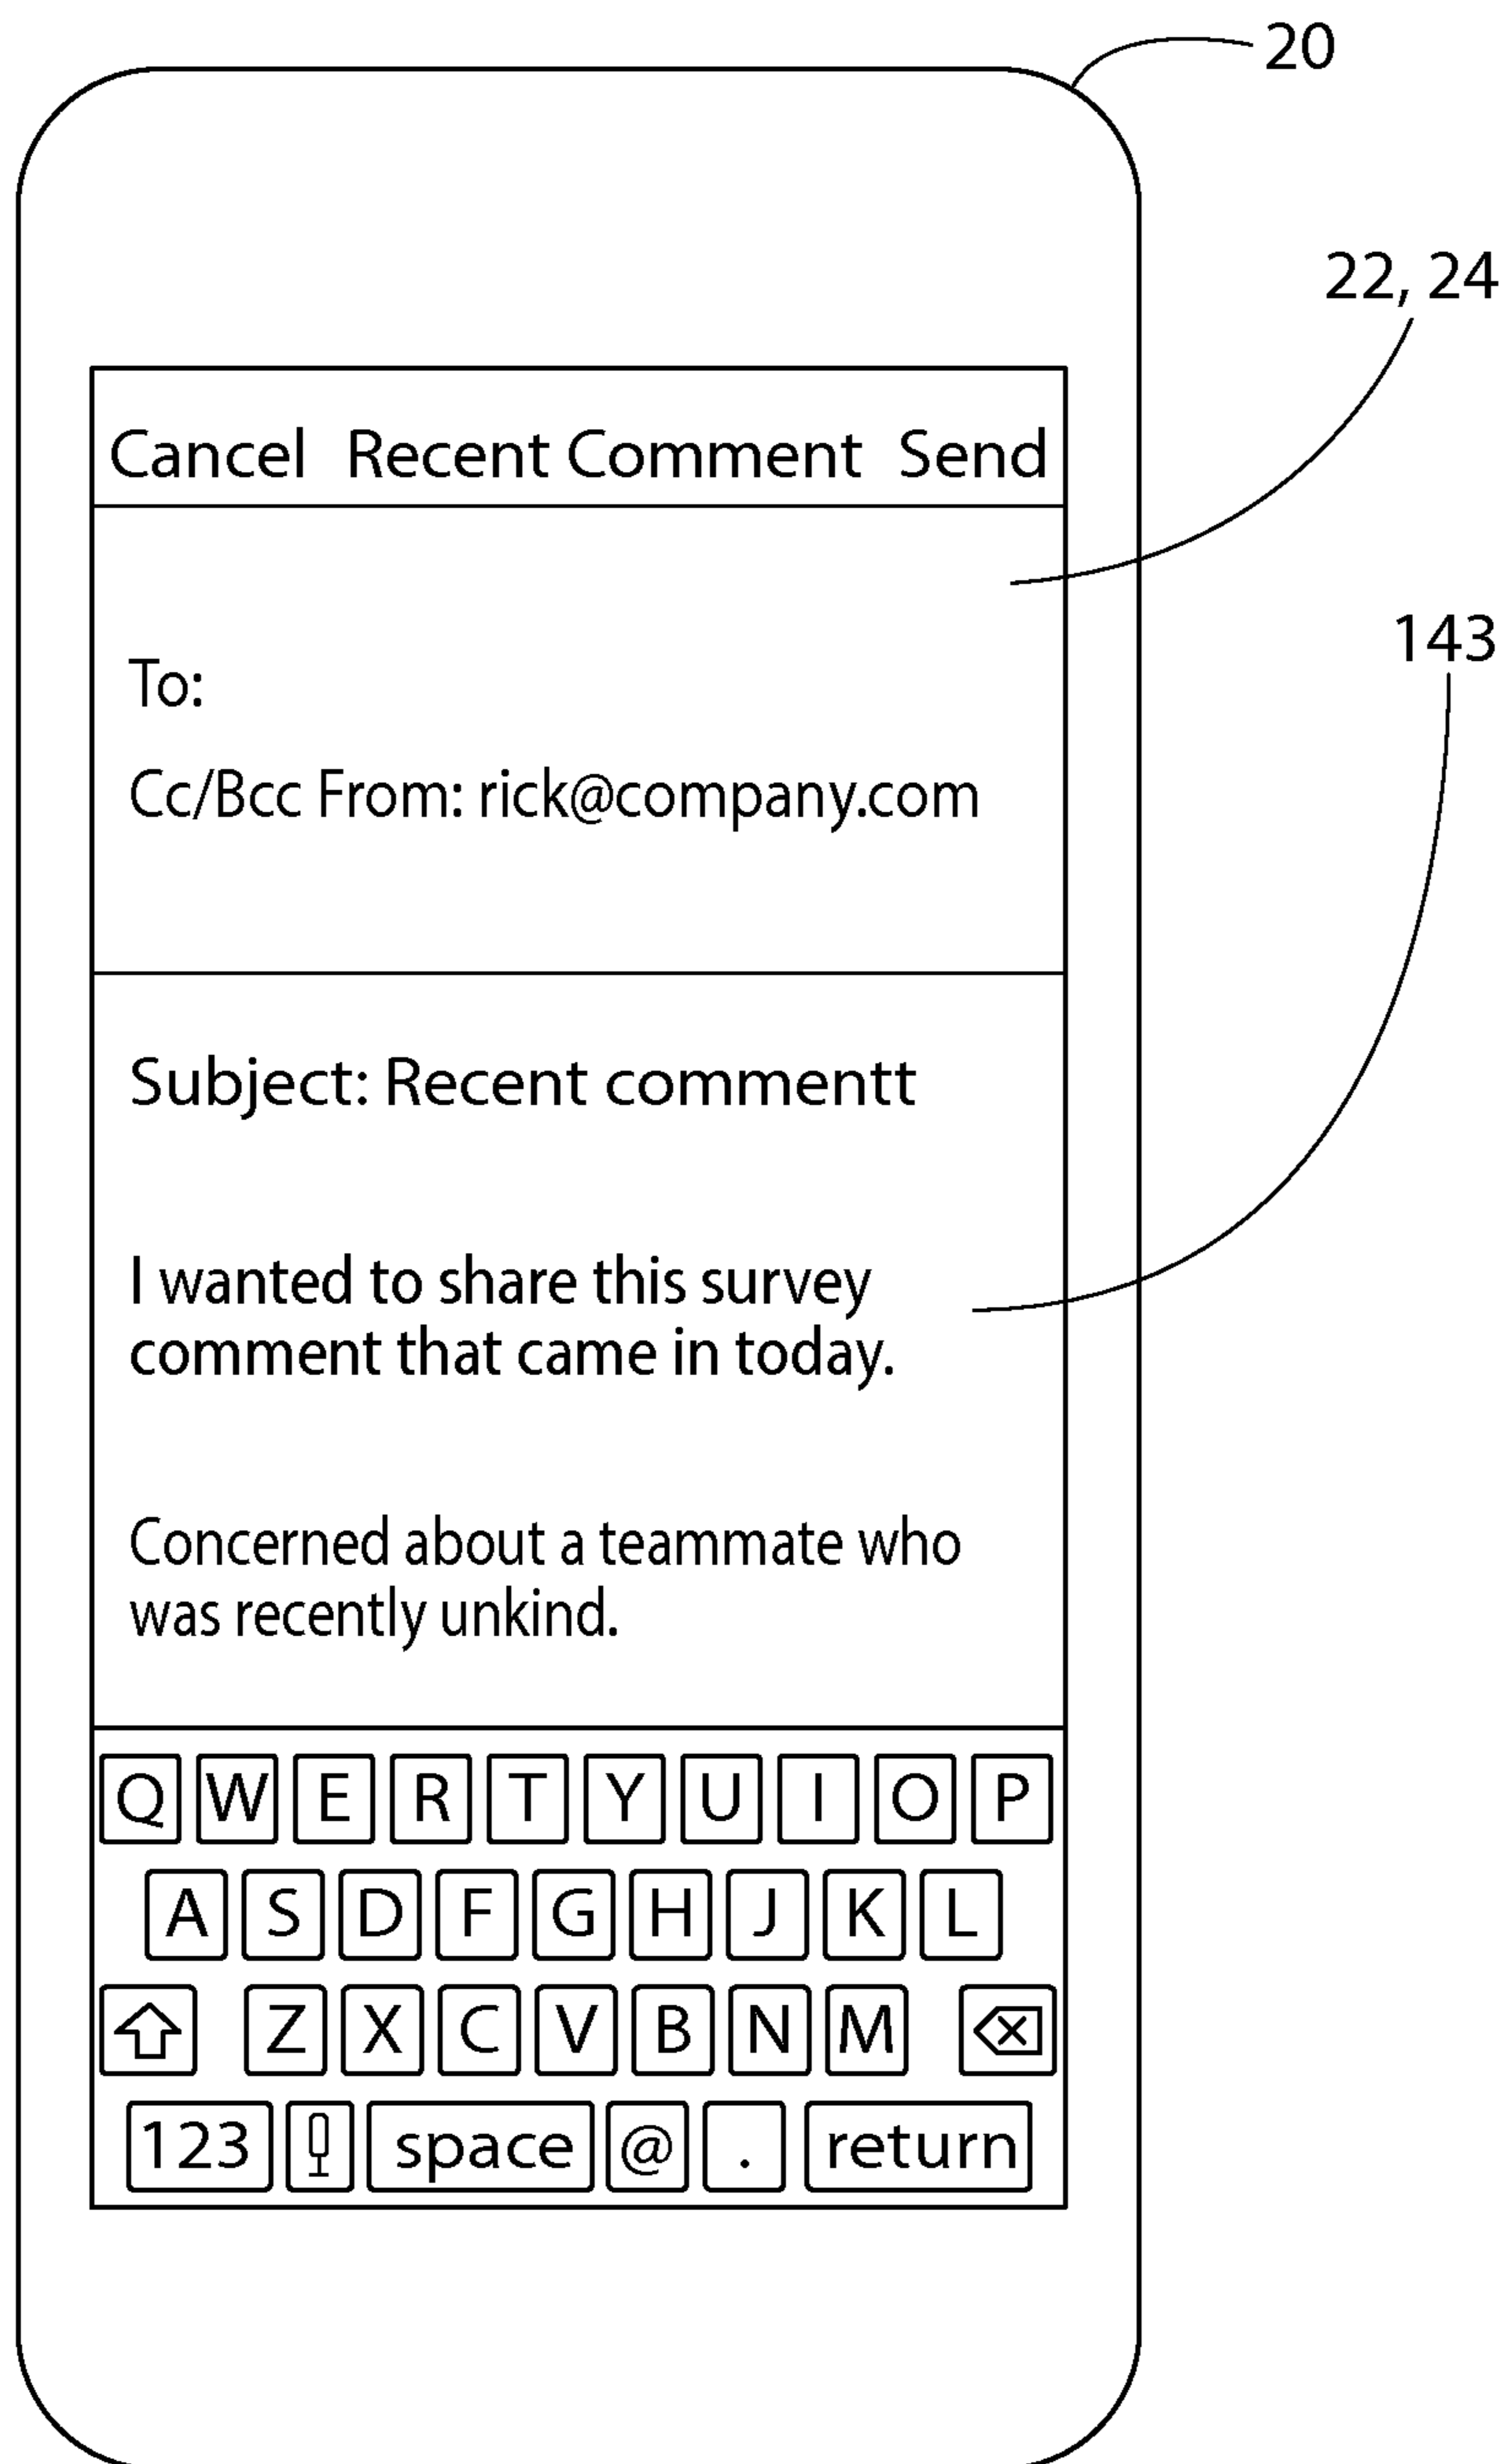 20
22, 24
Cancel Recent Comment Send
143
To:
Cc/Bcc From: rick@company.com
Subject: Recent commentt
I wanted to share this survey
comment that came in today.
Concerned about a teammate who
was recently unkind.
Q W E R T Y U I O P
A S D F G H J K L
Z X C V B N M
123 space @ . return